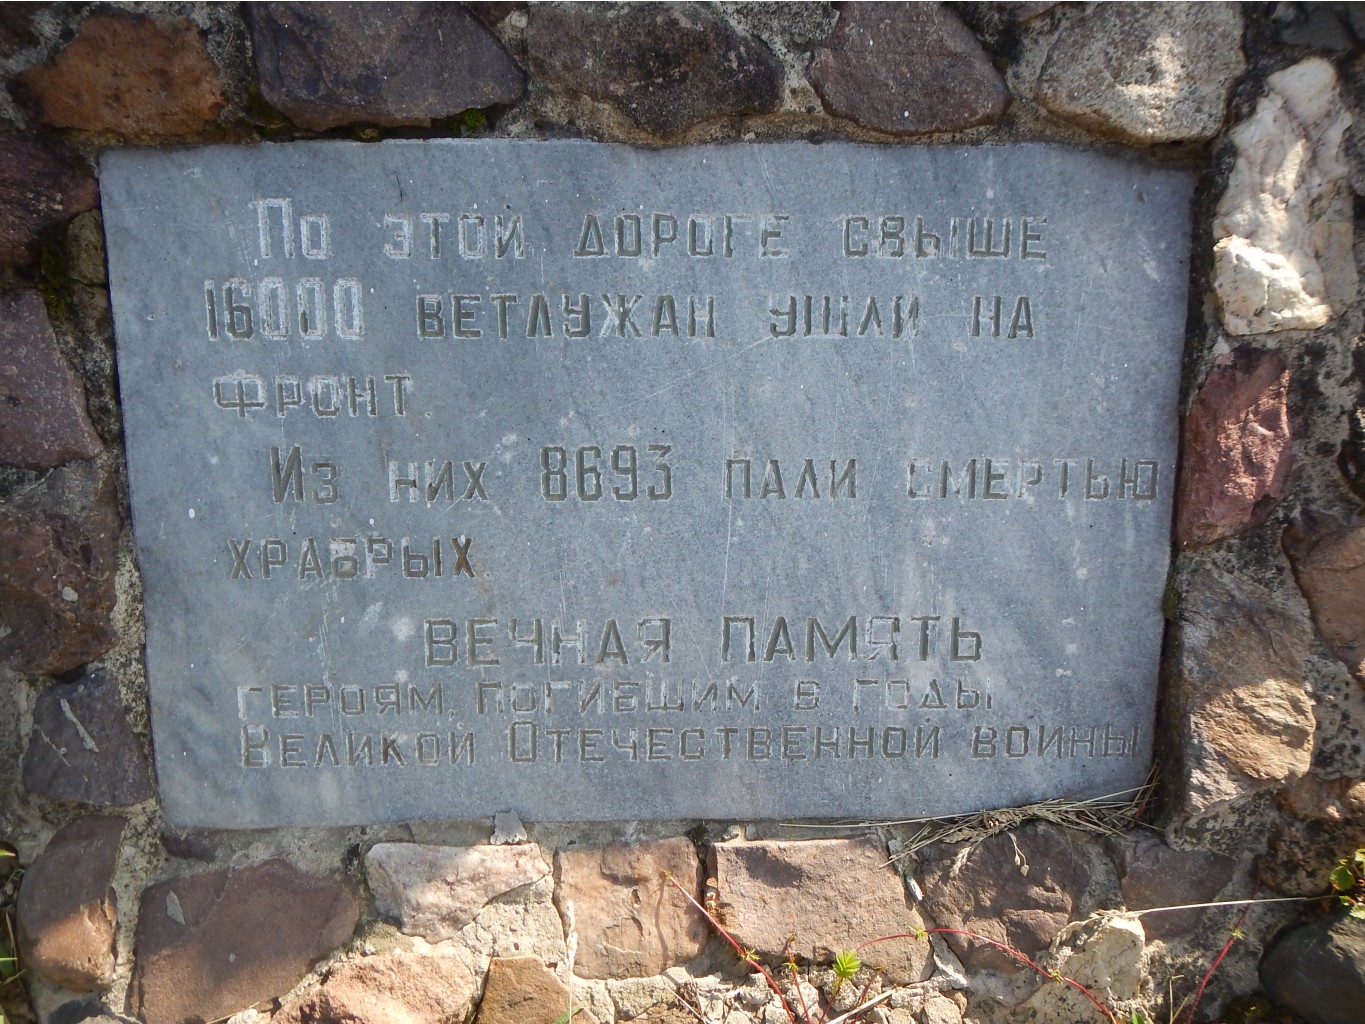 По этой дороге свыше
16000 ветлужан ушли на
фронт.
Из них 8693 пали смертью
храбрых.
ВЕЧНАЯ ПАМЯТЬ
героям, погибшим в годы
Великой Отечественной войны